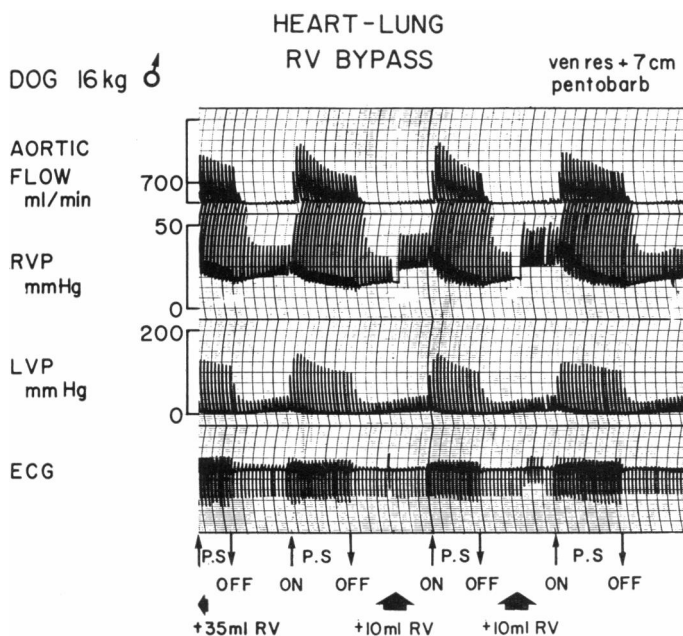 HEART-LUNG
RV BYPASS
DOG 16kg ♂
ven res + 7cm
pentobarb
AORTIC
FLOW
ml/min
700
RVP
mmHg
50
0
LVP
mm Hg
200
0
ECG
P.S P.S P.S P.S
OFF ON OFF ON OFF ON OFF
+35ml RV +10ml RV +10ml RV